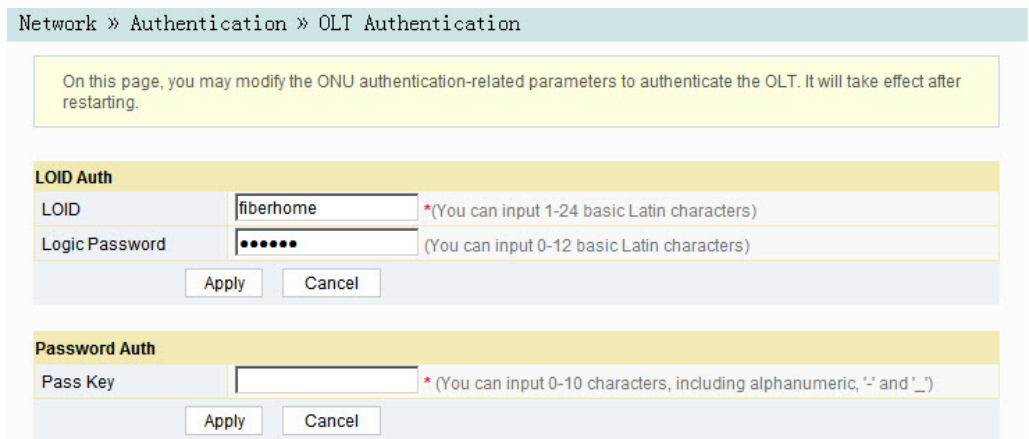 Network » Authentication » OLT Authentication
On this page, you may modify the ONU authentication-related parameters to authenticate the OLT. It will take effect after
restarting.
LOID Auth
LOID fiberhome *(You can input 1-24 basic Latin characters)
Logic Password •••••• (You can input 0-12 basic Latin characters)
Apply Cancel
Password Auth
Pass Key * (You can input 0-10 characters, including alphanumeric, '-' and '_')
Apply Cancel